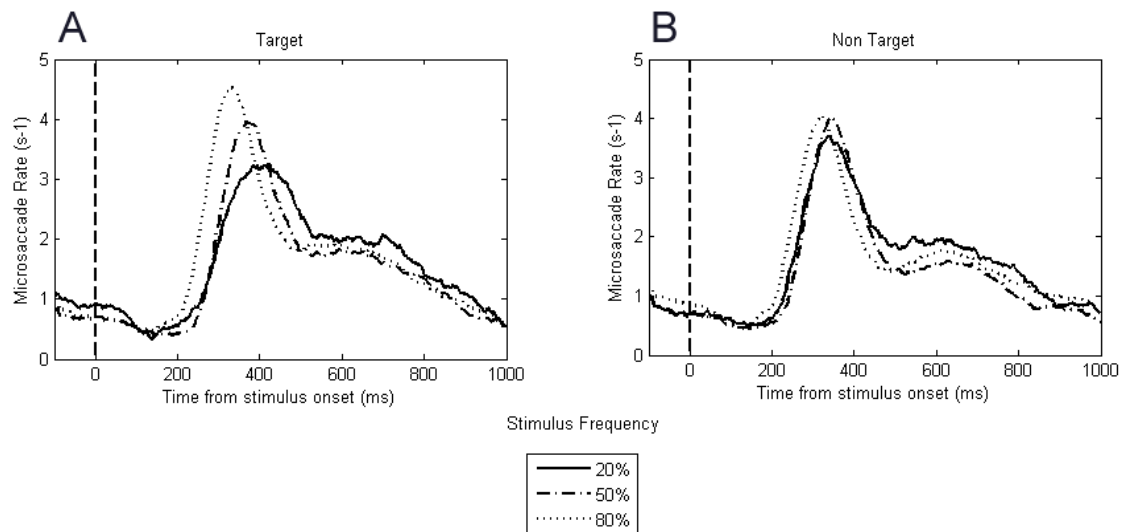 A
Target
Microsaccade Rate (s-1)
5
4
3
2
1
0
0 200 400 600 800 1000
Time from stimulus onset (ms)
B
Non Target
Microsaccade Rate (s-1)
5
4
3
2
1
0
0 200 400 600 800 1000
Time from stimulus onset (ms)
Stimulus Frequency
20%
50%
80%